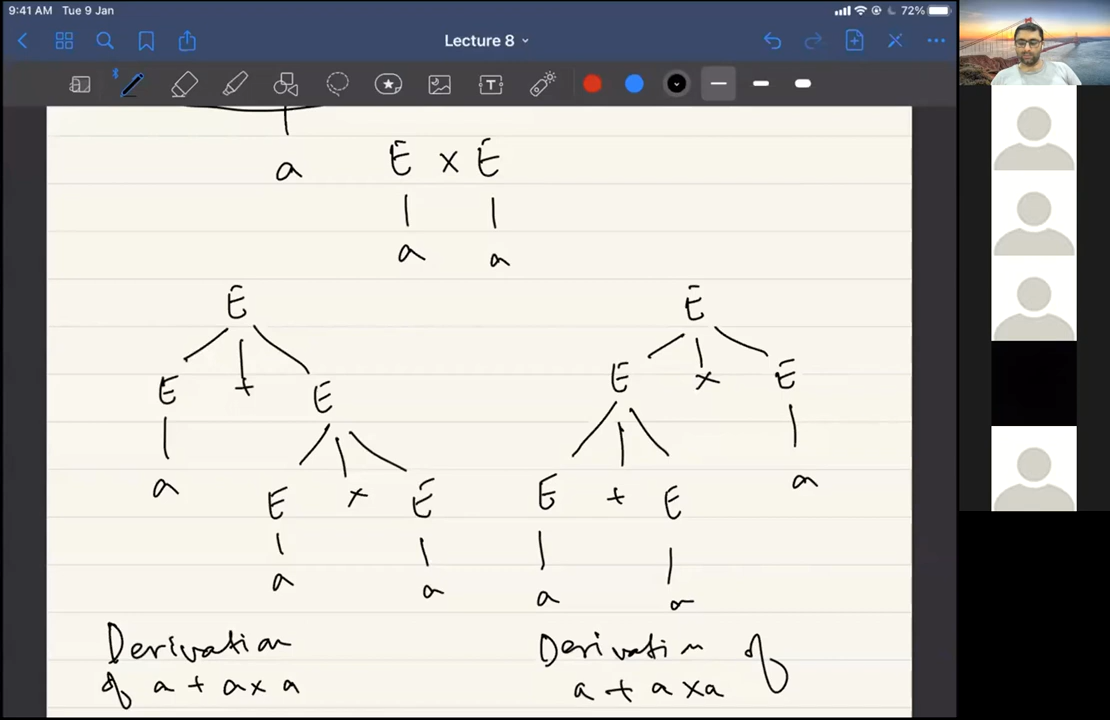 9:41 AM Tue 9 Jan
72%
Lecture 8
T
a E x E
a a
E E
E + E E x E
a a
E x E E + E
a a a a
Derivation Derivation of
of a + a x a a + a x a